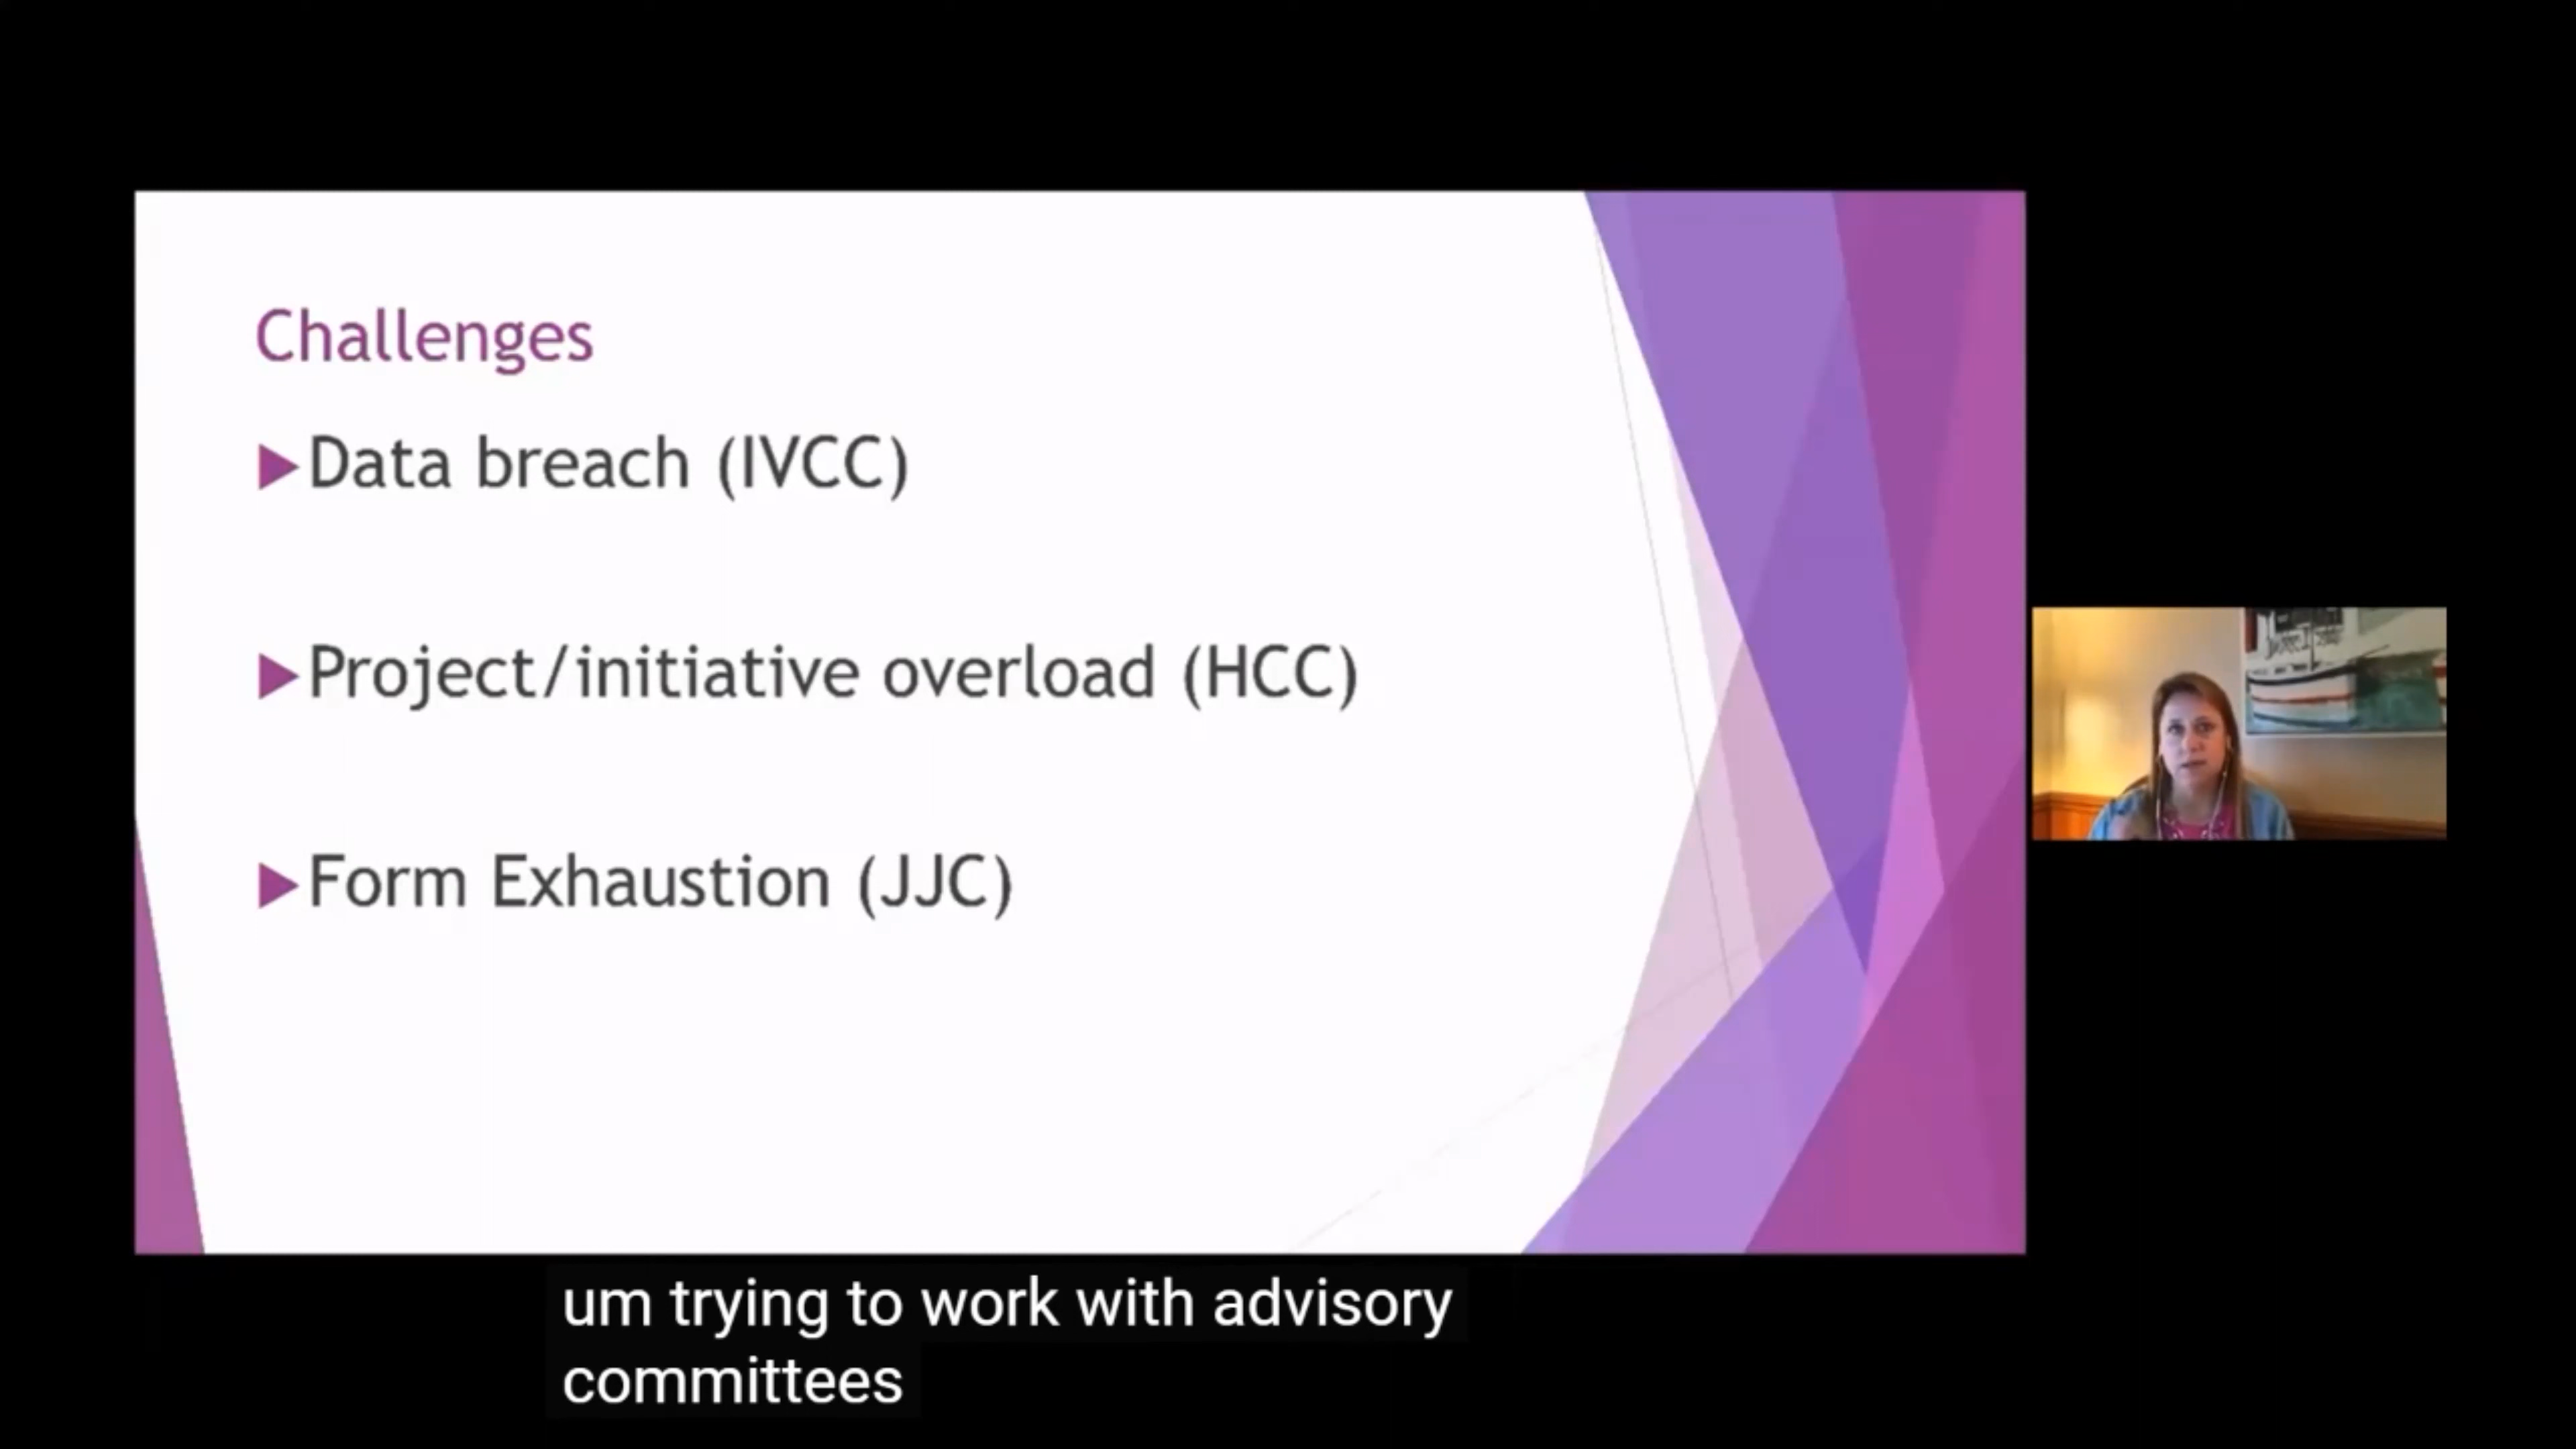 Challenges
Data breach (IVCC)
Project/initiative overload (HCC)
Form Exhaustion (JJC)
um trying to work with advisory
committees